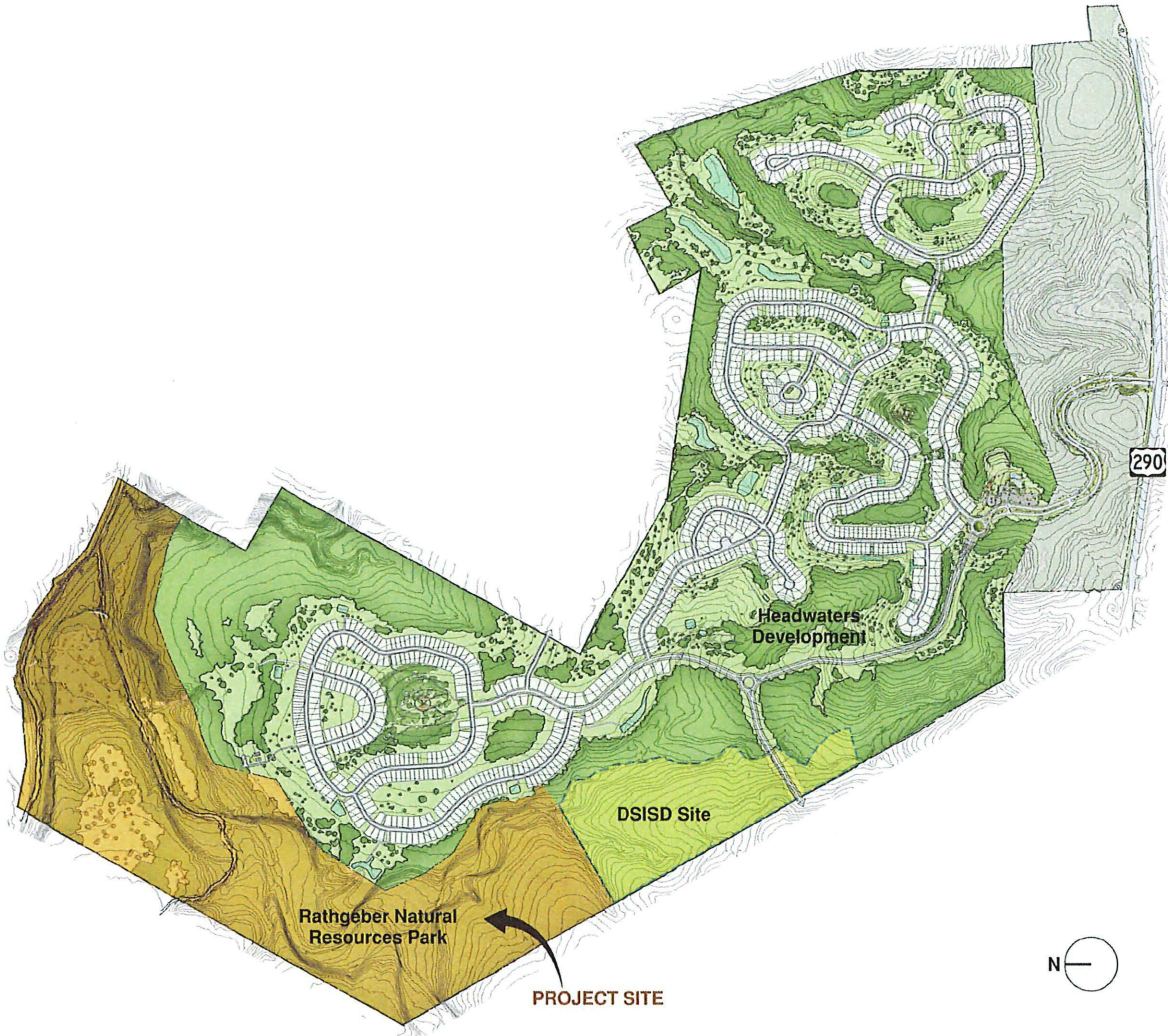 290
Headwaters
Development
DSISD Site
Rathgeber Natural
Resources Park
N
PROJECT SITE